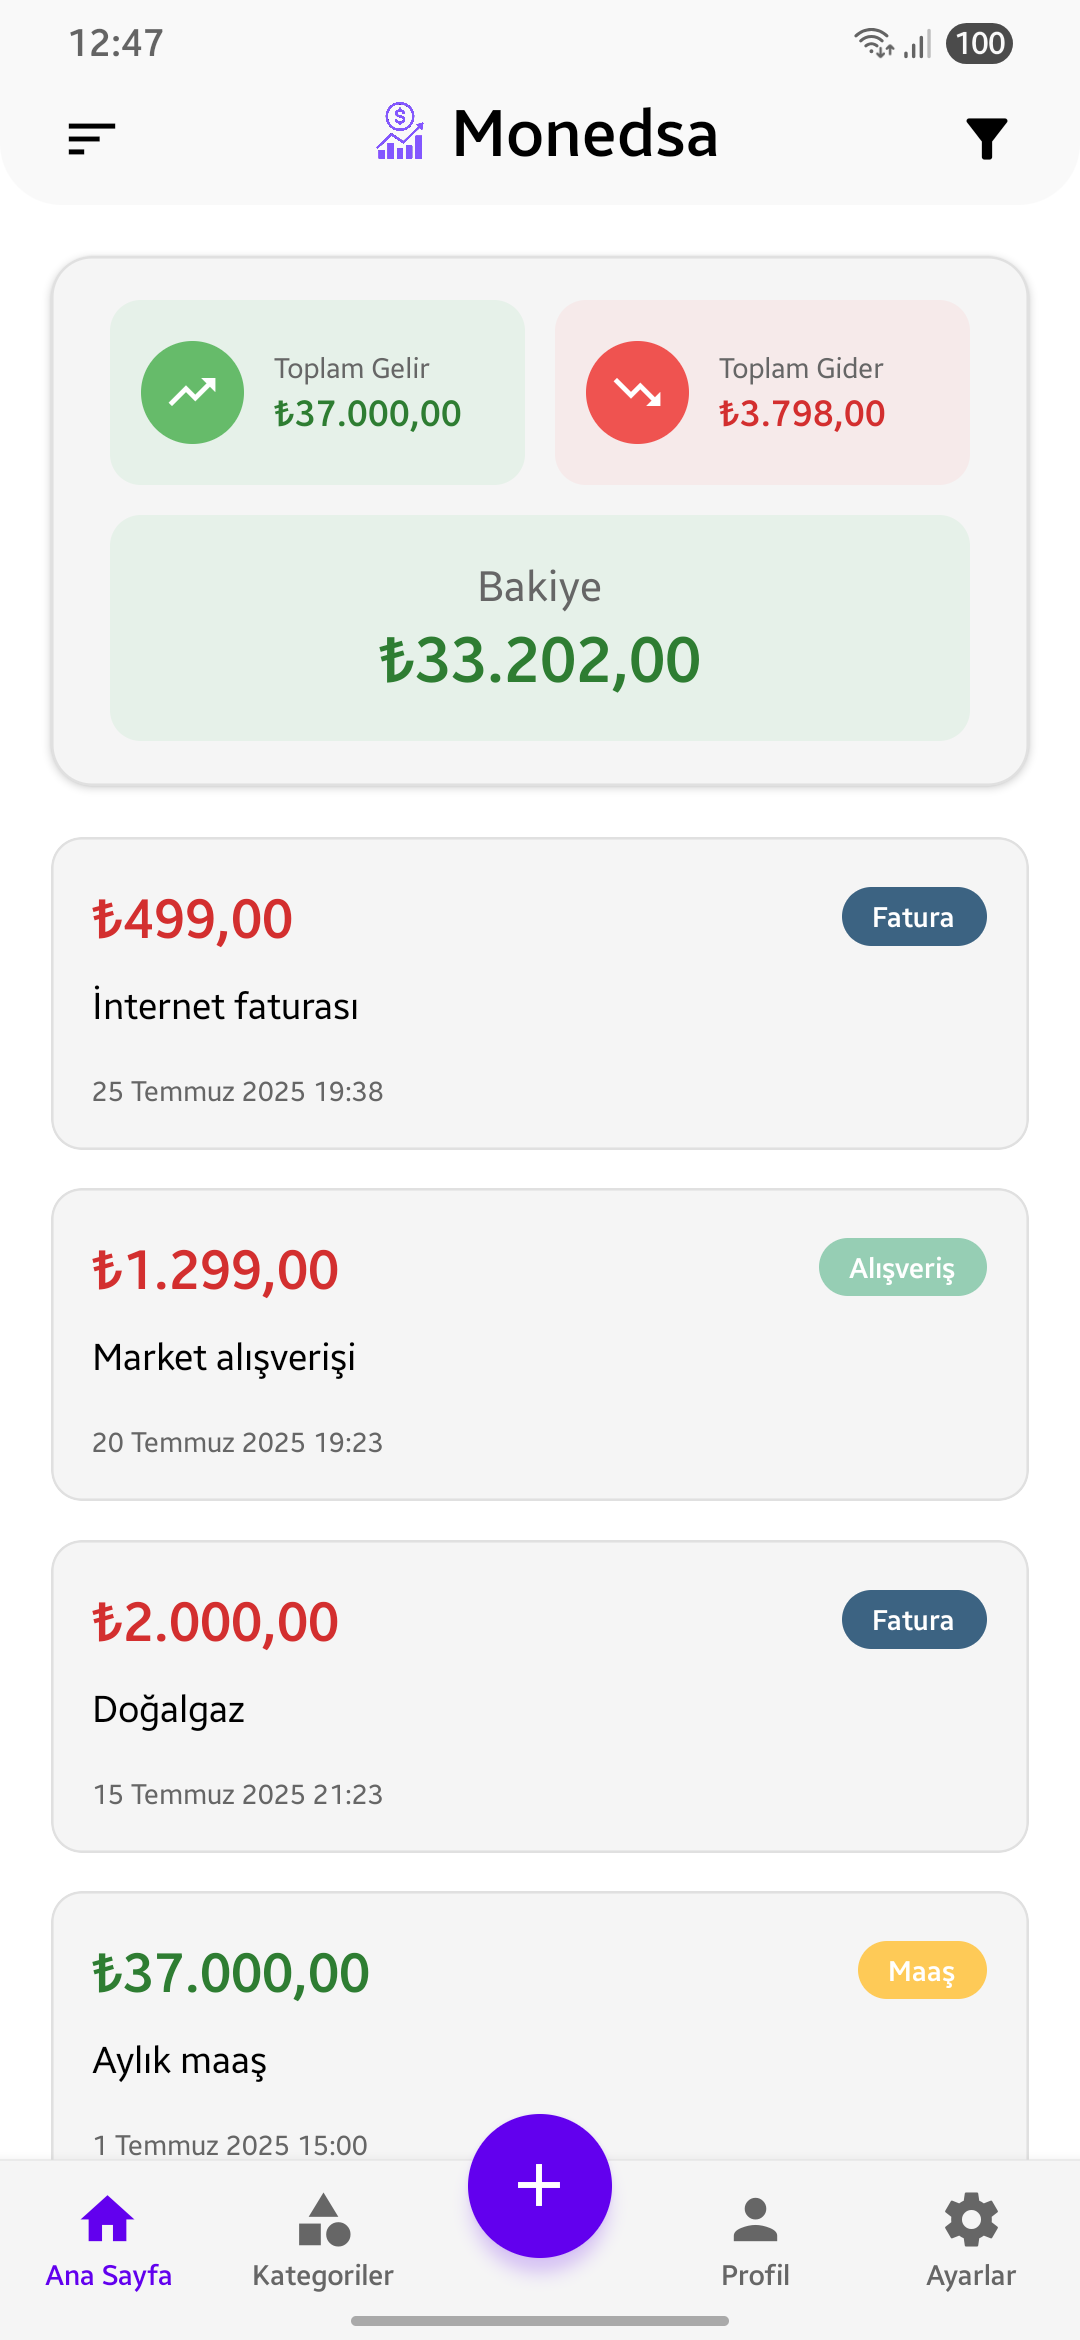 12:47
100
Monedsa
Toplam Gelir
₺37.000,00
Toplam Gider
₺3.798,00
Bakiye
₺33.202,00
₺499,00
Fatura
İnternet faturası
25 Temmuz 2025 19:38
₺1.299,00
Alışveriş
Market alışverişi
20 Temmuz 2025 19:23
₺2.000,00
Fatura
Doğalgaz
15 Temmuz 2025 21:23
₺37.000,00
Maaş
Aylık maaş
1 Temmuz 2025 15:00
Ana Sayfa
Kategoriler
Profil
Ayarlar